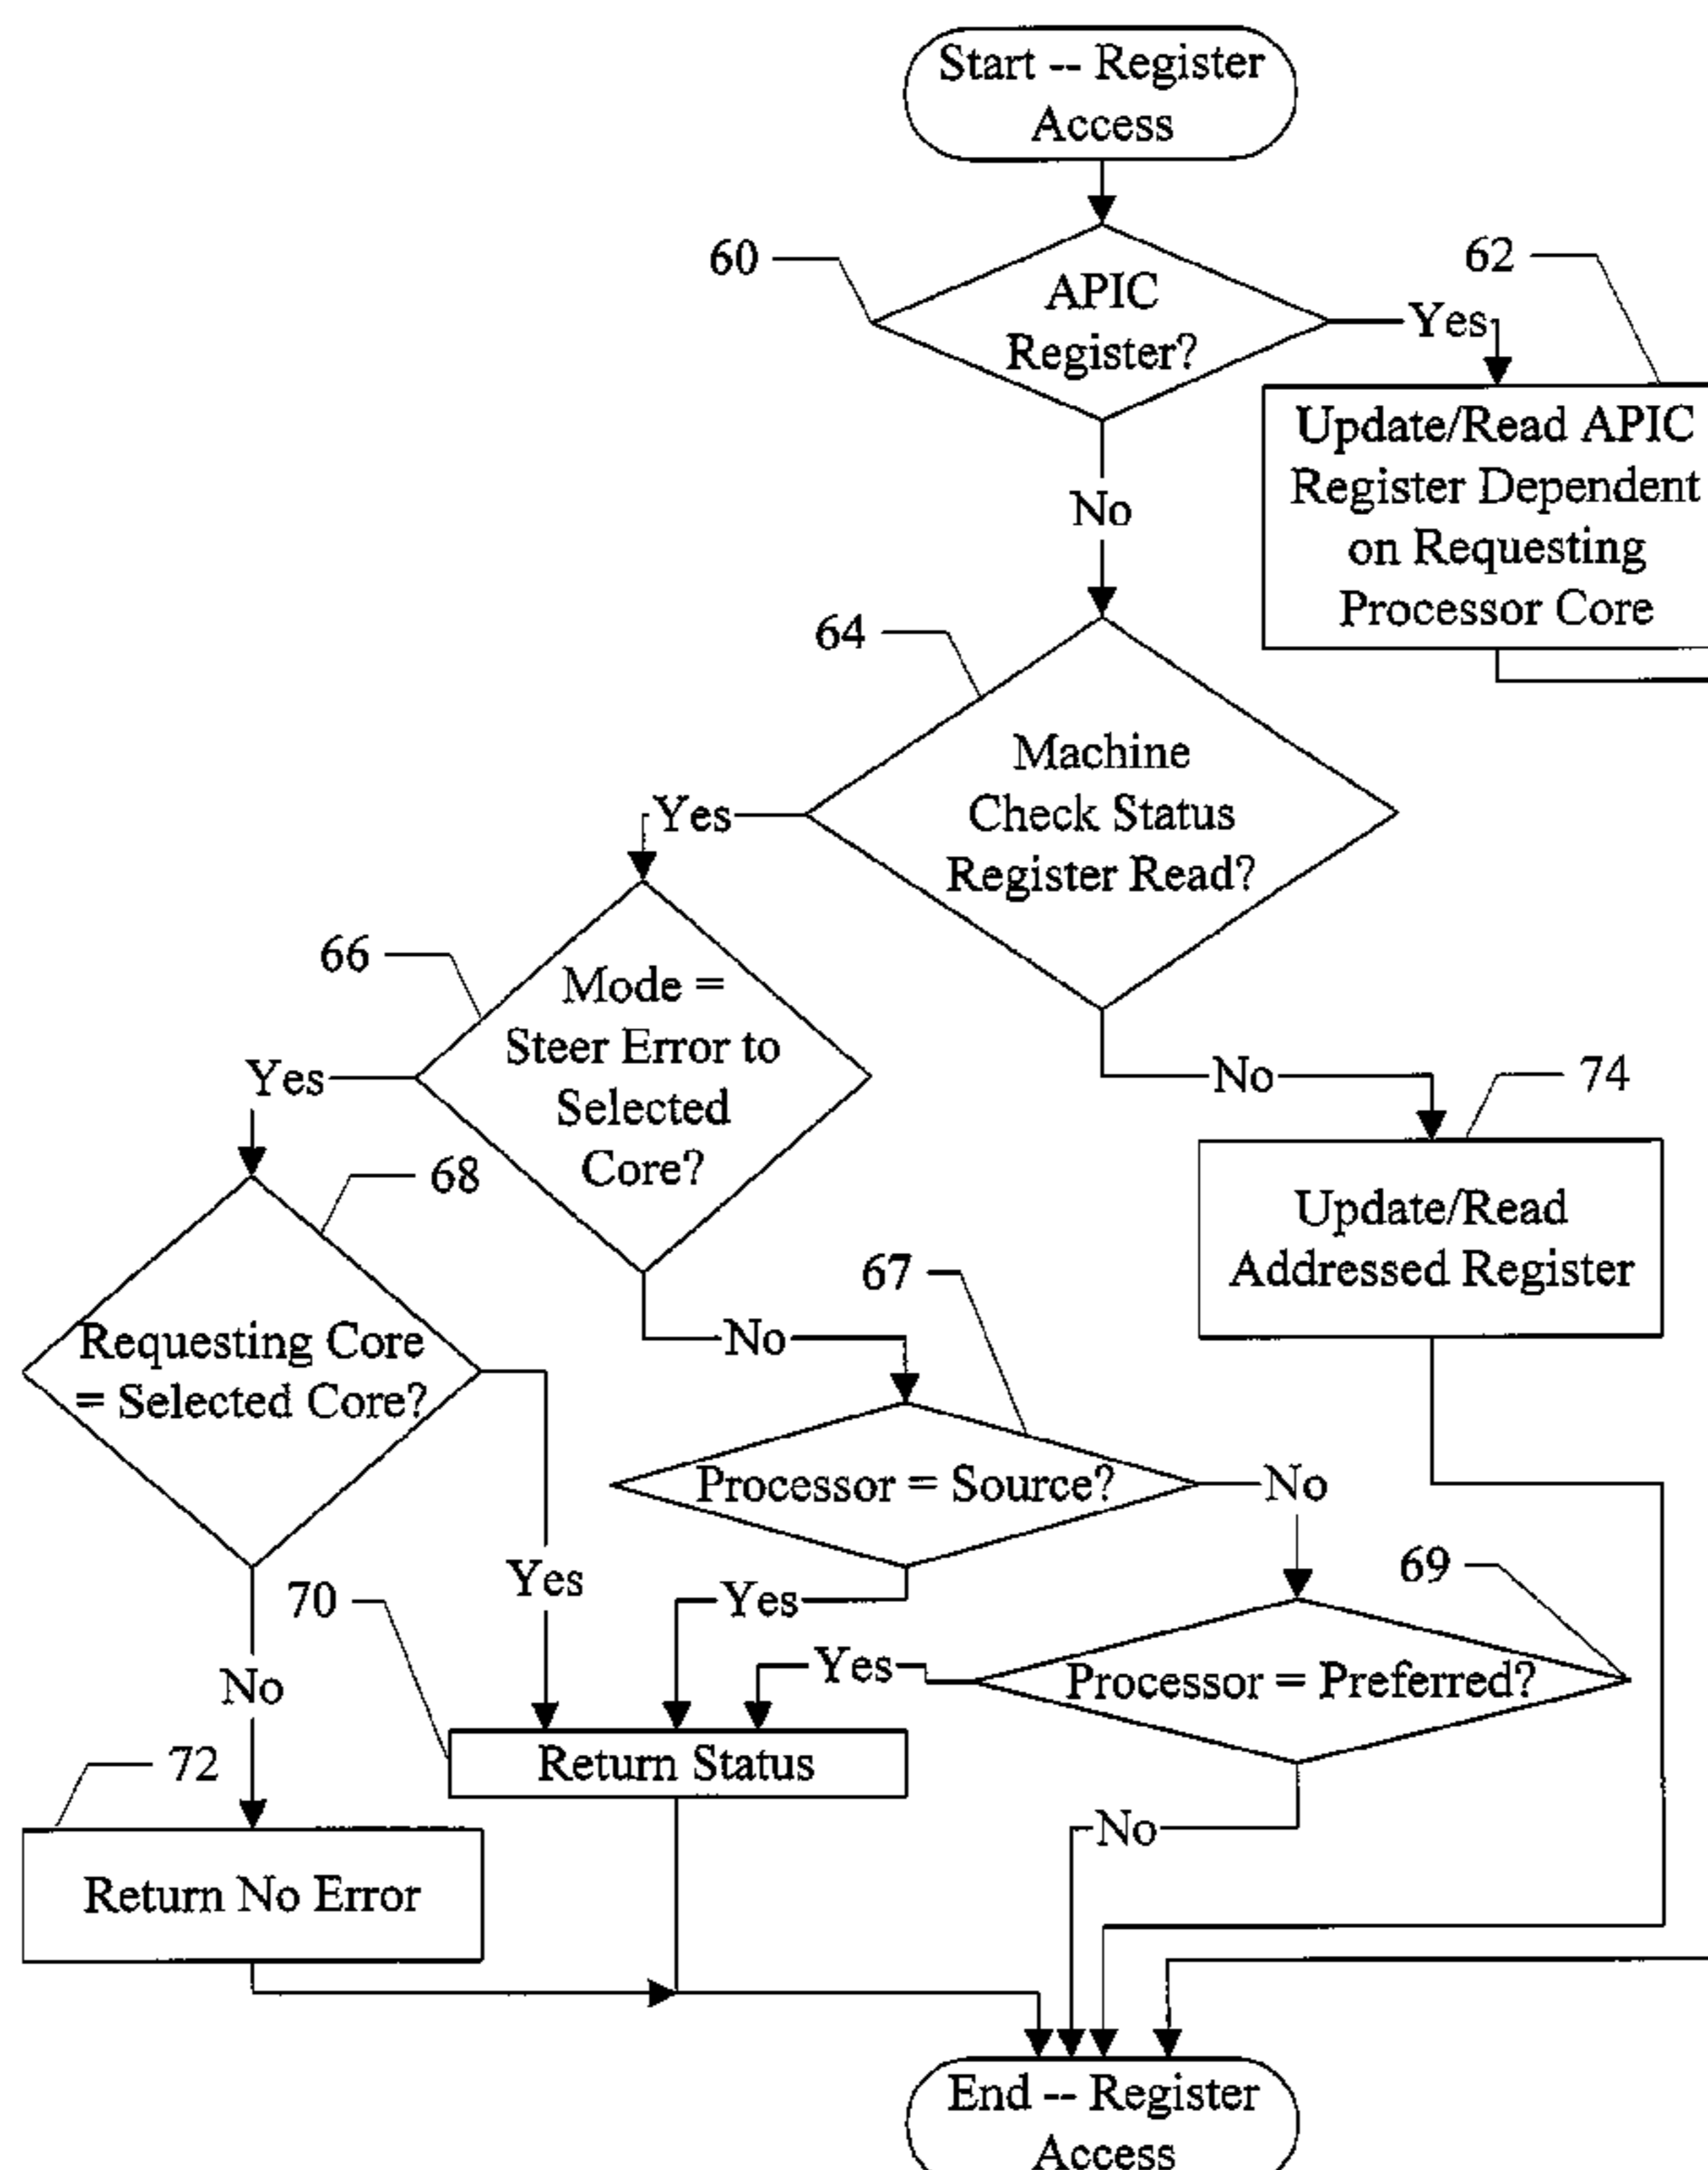 Start -- Register
Access
60
APIC
Register?
Yes
62
Update/Read APIC
Register Dependent
on Requesting
Processor Core
No
64
Machine
Check Status
Register Read?
Yes
66
Mode =
Steer Error to
Selected
Core?
No
74
Update/Read
Addressed Register
Yes
68
Requesting Core
= Selected Core?
No
67
Processor = Source?
No
Yes
69
Processor = Preferred?
Yes
Yes
70
Return Status
No
72
Return No Error
No
End -- Register
Access